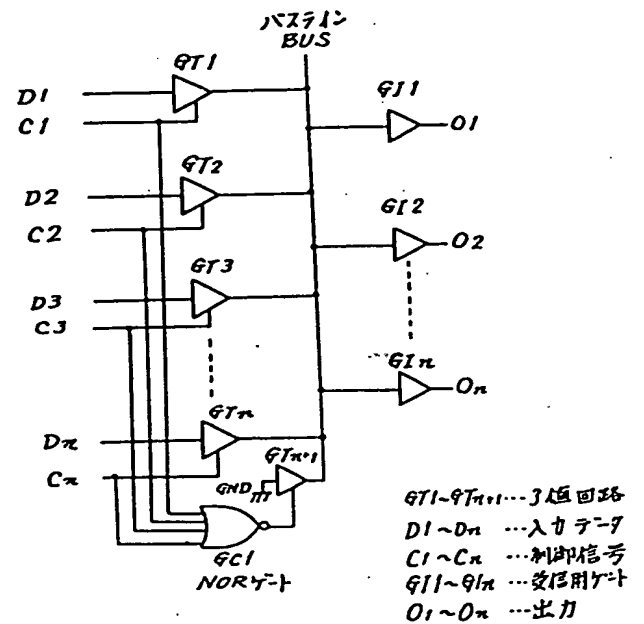 バスライン
BUS
GT1
D1
C1
GI1
O1
GT2
D2
C2
GI2
O2
GT3
D3
C3
GIn
On
GTn
Dn
GTn+1
Cn
GND
GC1
NORゲート
GT1~GTn+1…3値回路
D1~Dn …入力データ
C1~Cn …制御信号
GI1~GIn …受信用ゲート
O1~On …出力